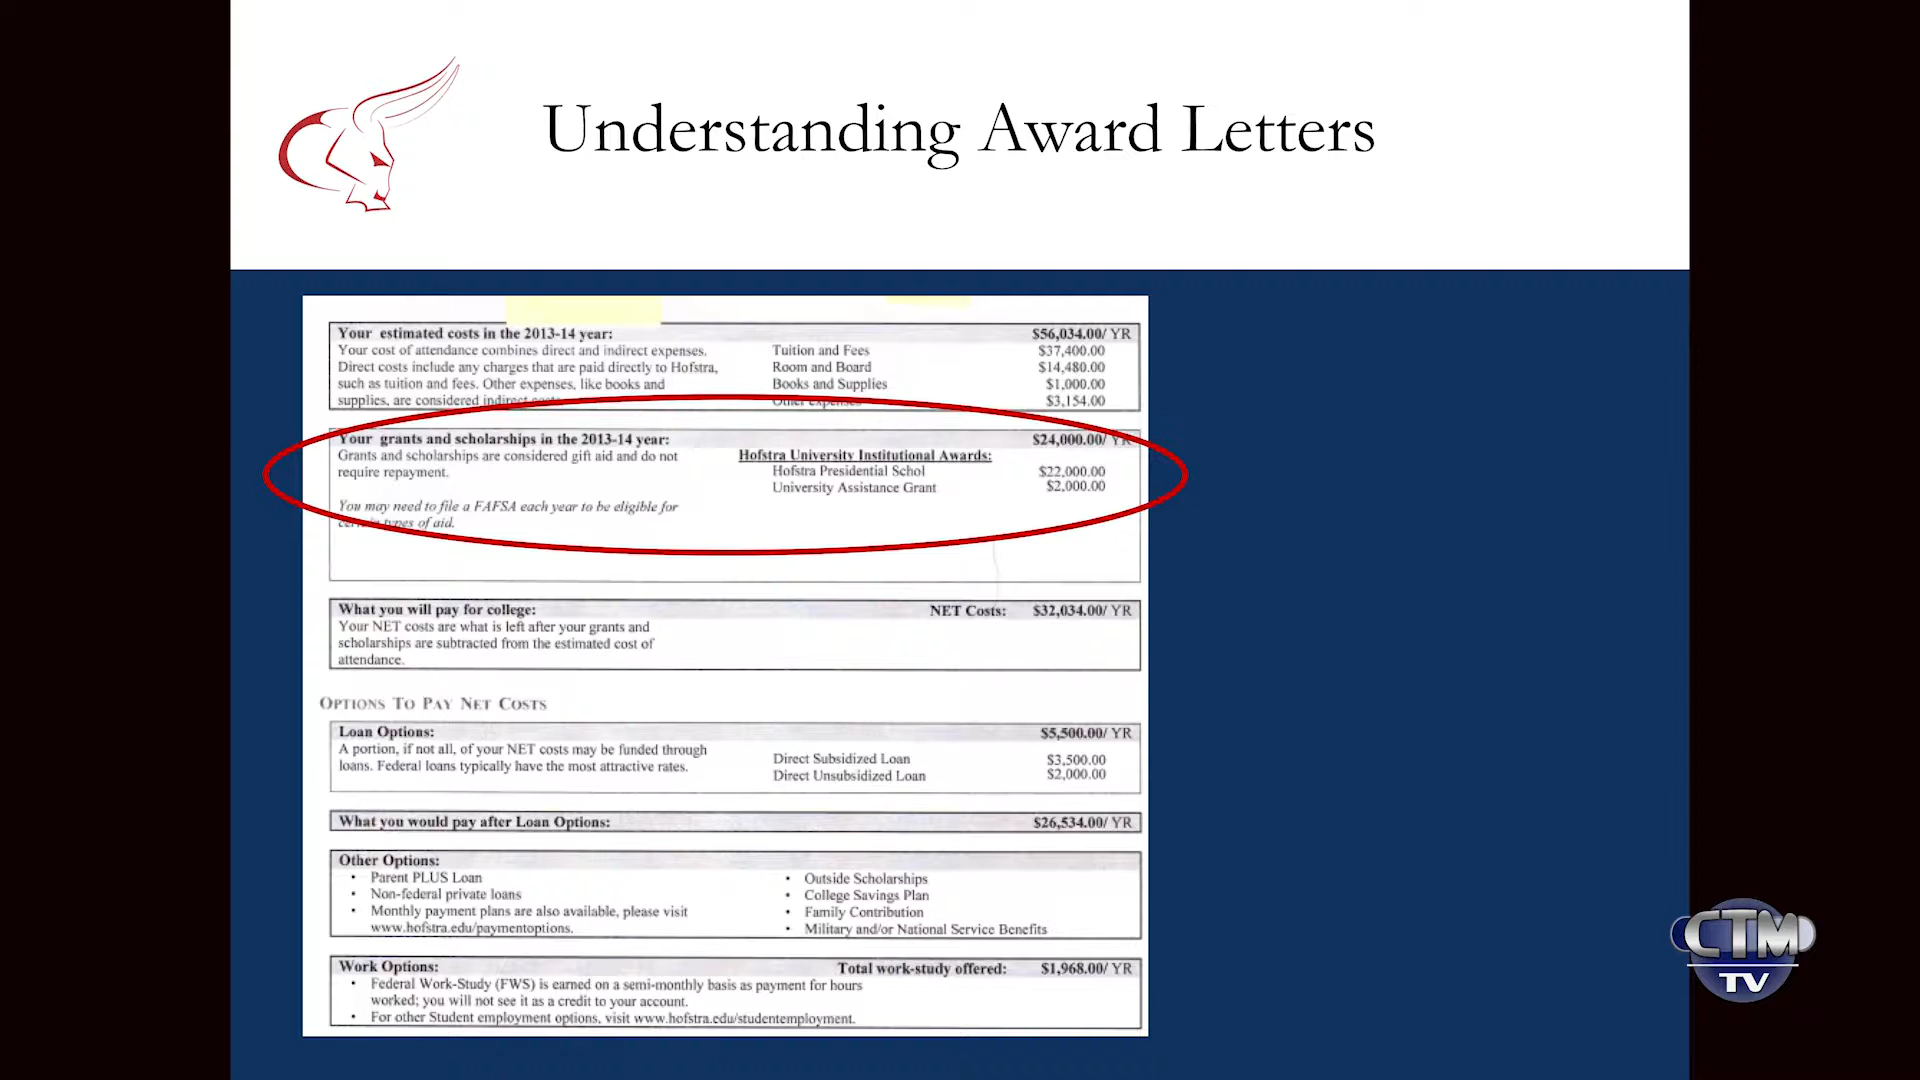 Understanding Award Letters
Your estimated costs in the 2013-14 year: $56,034.00/ YR
Your cost of attendance combines direct and indirect expenses. Tuition and Fees $37,400.00
Direct costs include any charges that are paid directly to Hofstra, Room and Board $14,480.00
such as tuition and fees. Other expenses, like books and Books and Supplies $1,000.00
supplies, are considered indirect costs. Other expenses $3,154.00
Your grants and scholarships in the 2013-14 year: $24,000.00/ YR
Grants and scholarships are considered gift aid and do not Hofstra University Institutional Awards:
require repayment. Hofstra Presidential Schol $22,000.00
University Assistance Grant $2,000.00
You may need to file a FAFSA each year to be eligible for
certain types of aid.
What you will pay for college: NET Costs: $32,034.00/ YR
Your NET costs are what is left after your grants and
scholarships are subtracted from the estimated cost of
attendance.
OPTIONS TO PAY NET COSTS
Loan Options: $5,500.00/ YR
A portion, if not all, of your NET costs may be funded through Direct Subsidized Loan $3,500.00
loans. Federal loans typically have the most attractive rates. Direct Unsubsidized Loan $2,000.00
What you would pay after Loan Options: $26,534.00/ YR
Other Options:
• Parent PLUS Loan • Outside Scholarships
• Non-federal private loans • College Savings Plan
• Monthly payment plans are also available, please visit • Family Contribution
www.hofstra.edu/paymentoptions. • Military and/or National Service Benefits
Work Options: Total work-study offered: $1,968.00/ YR
• Federal Work-Study (FWS) is earned on a semi-monthly basis as payment for hours
worked; you will not see it as a credit to your account.
• For other Student employment options, visit www.hofstra.edu/studentemployment.
CTM
TV